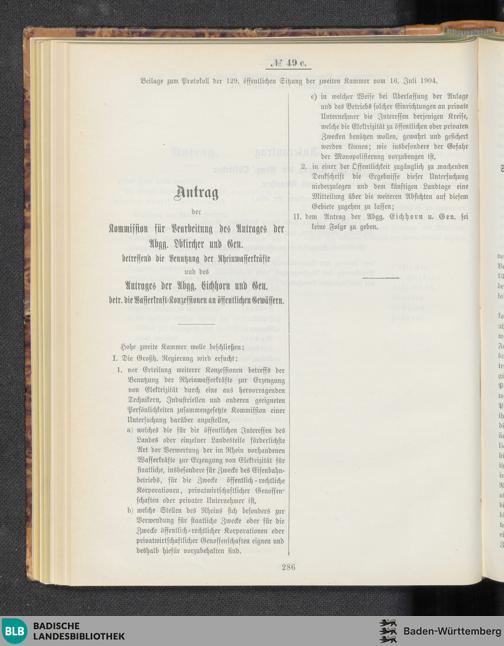 № 49 c.
Beilage zum Protokoll der 129. öffentlichen Sitzung der zweiten Kammer vom 16. Juli 1904.
Antrag
der
Kommission für Bearbeitung des Antrages der
Abgg. Obkircher und Gen.
betreffend die Benutzung der Rheinwasserkräfte
und des
Antrages der Abgg. Eichhorn und Gen.
betr. die Wasserkraft-Konzessionen an öffentlichen Gewässern.
Hohe zweite Kammer wolle beschließen:
I. Die Großh. Regierung wird ersucht:
1. vor Erteilung weiterer Konzessionen betreffs der
Benutzung der Rheinwasserkräfte zur Erzeugung
von Elektrizität durch eine aus hervorragenden
Technikern, Industriellen und anderen geeigneten
Persönlichkeiten zusammengesetzte Kommission einer
Untersuchung darüber anzustellen,
a) welches die für die öffentlichen Interessen des
Landes oder einzelner Landesteile förderlichste
Art der Verwertung der im Rhein vorhandenen
Wasserkräfte zur Erzeugung von Elektrizität für
staatliche, insbesondere für Zwecke des Eisenbahn-
betriebs, für die Zwecke öffentlich-rechtlicher
Korporationen, privatwirtschaftlicher Genossen-
schaften oder privater Unternehmer ist,
b) welche Stellen des Rheins sich besonders zur
Verwendung für staatliche Zwecke oder für die
Zwecke öffentlich-rechtlicher Korporationen oder
privatwirtschaftlicher Genossenschaften eignen und
deshalb hiefür vorzubehalten sind.
c) in welcher Weise bei Überlassung der Anlage
und des Betriebs solcher Einrichtungen an private
Unternehmer die Interessen derjenigen Kreise,
welche die Elektrizität zu öffentlichen oder privaten
Zwecken benützen wollen, gewahrt und gesichert
werden können; wie insbesondere der Gefahr
der Monopolisierung vorzubeugen ist,
2. in einer der Öffentlichkeit zugänglich zu machenden
Denkschrift die Ergebnisse dieser Untersuchung
niederzulegen und dem künftigen Landtage eine
Mitteilung über die weiteren Absichten auf diesem
Gebiete zugehen zu lassen;
II. dem Antrag der Abgg. Eichhorn u. Gen. sei
keine Folge zu geben.
286
BLB
BADISCHE
LANDESBIBLIOTHEK
Baden-Württemberg